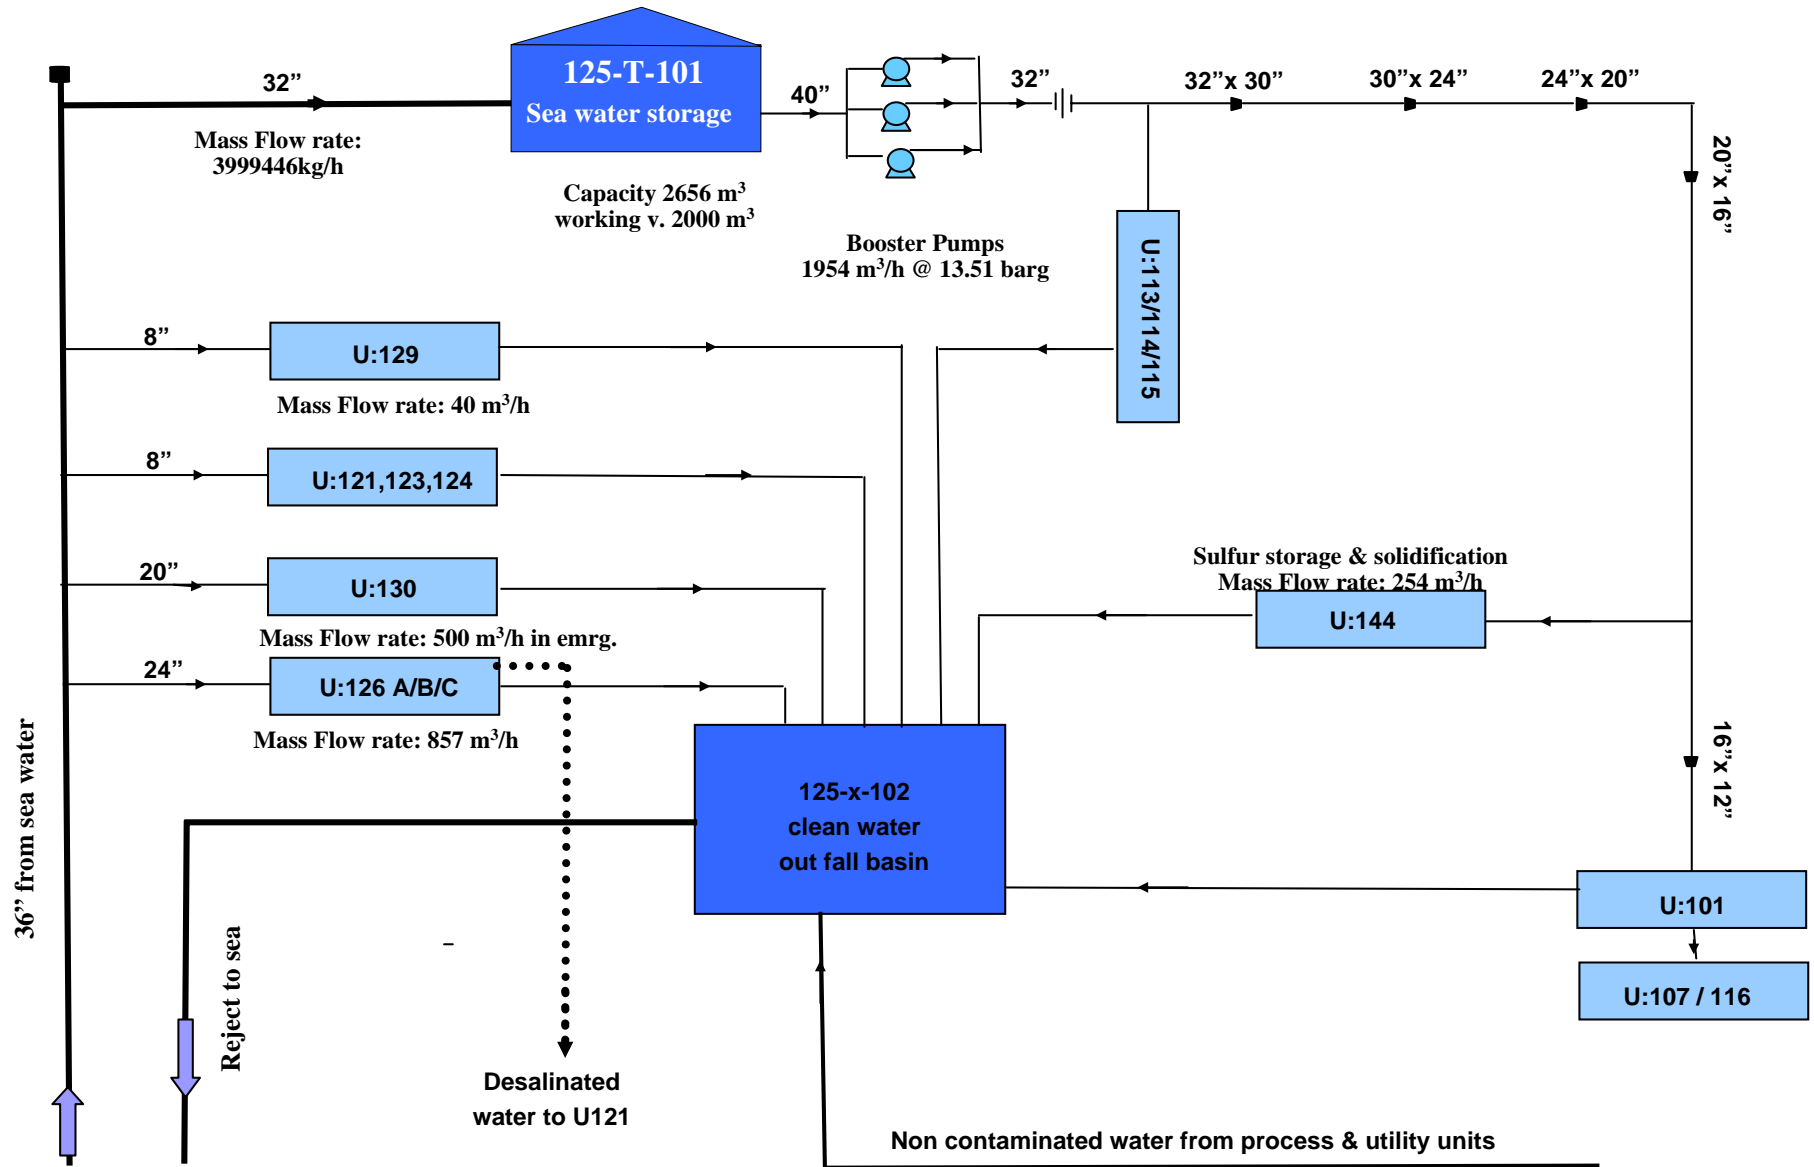 125-T-101
Sea water storage
32”
40”
32”
32”x 30”
30”x 24”
24”x 20”
Mass Flow rate:
3999446kg/h
Capacity 2656 m³
working v. 2000 m³
Booster Pumps
1954 m³/h @ 13.51 barg
20”x 16”
U:113/114/115
8”
U:129
Mass Flow rate: 40 m³/h
8”
U:121,123,124
20”
U:130
Mass Flow rate: 500 m³/h in emrg.
24”
U:126 A/B/C
Mass Flow rate: 857 m³/h
Sulfur storage & solidification
Mass Flow rate: 254 m³/h
U:144
16”x 12”
125-x-102
clean water
out fall basin
U:101
U:107 / 116
36” from sea water
Reject to sea
Desalinated
water to U121
Non contaminated water from process & utility units